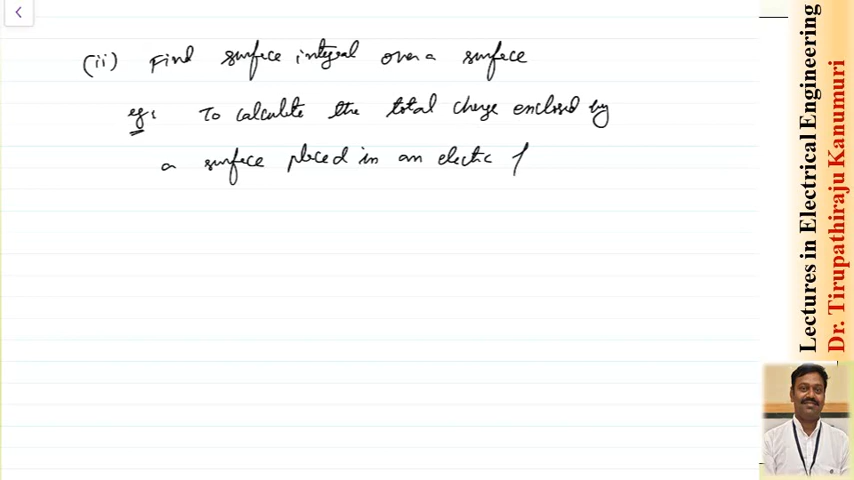 (ii) Find surface integral over a surface
eg: To calculate the total charge enclosed by
a surface placed in an electric f
Lectures in Electrical Engineering
Dr. Tirupathiraju Kanumuri